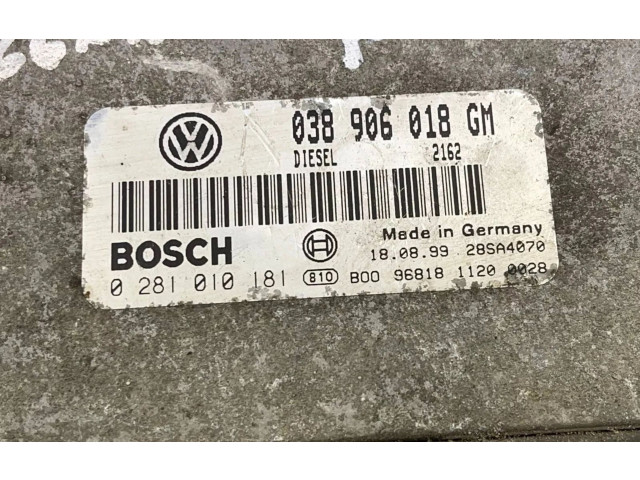 VW 038 906 018 GM
DIESEL 2162
Made in Germany
BOSCH 18.08.99 28SA4070
0 281 010 181 810 B00 96818 1120 0028